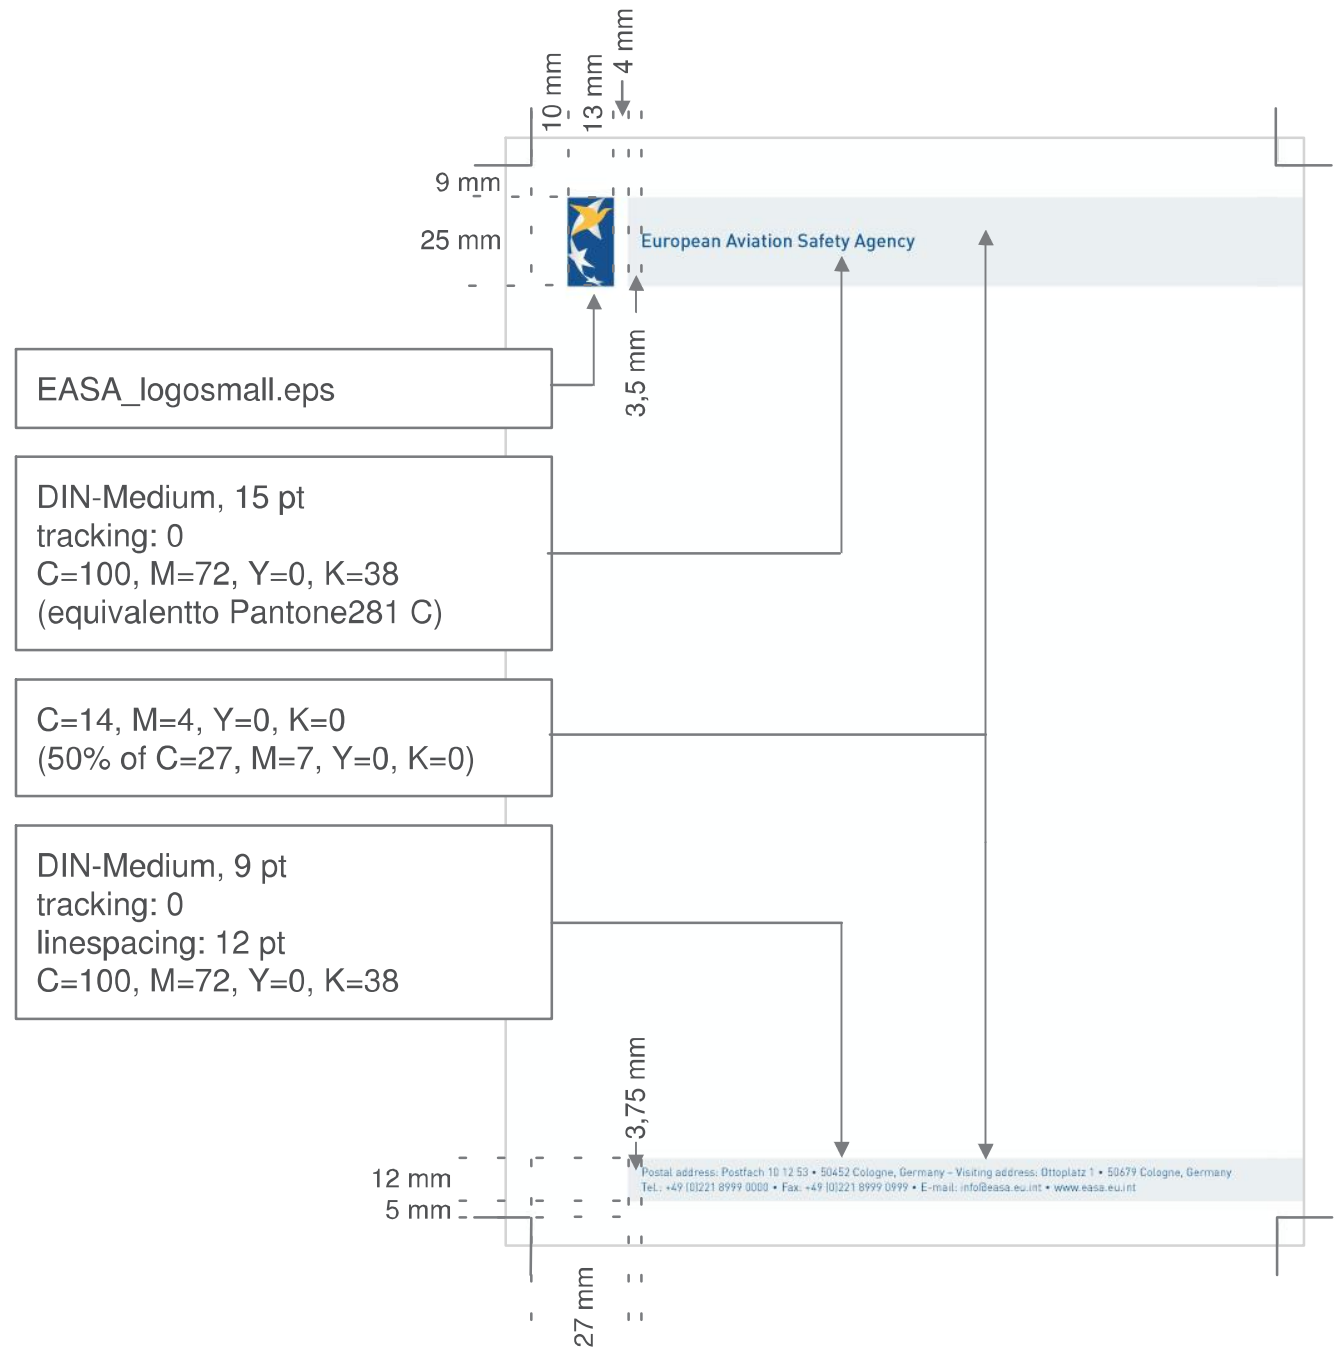 4 mm
10 mm
13 mm
9 mm
25 mm
European Aviation Safety Agency
3,5 mm
EASA_logosmall.eps
DIN-Medium, 15 pt
tracking: 0
C=100, M=72, Y=0, K=38
(equivalentto Pantone281 C)
C=14, M=4, Y=0, K=0
(50% of C=27, M=7, Y=0, K=0)
DIN-Medium, 9 pt
tracking: 0
linespacing: 12 pt
C=100, M=72, Y=0, K=38
3,75 mm
12 mm
5 mm
Postal address: Postfach 10 12 53 • 50452 Cologne, Germany – Visiting address: Ottoplatz 1 • 50679 Cologne, Germany
Tel.: +49 (0)221 8999 0000 • Fax: +49 (0)221 8999 0999 • E-mail: info@easa.eu.int • www.easa.eu.int
27 mm